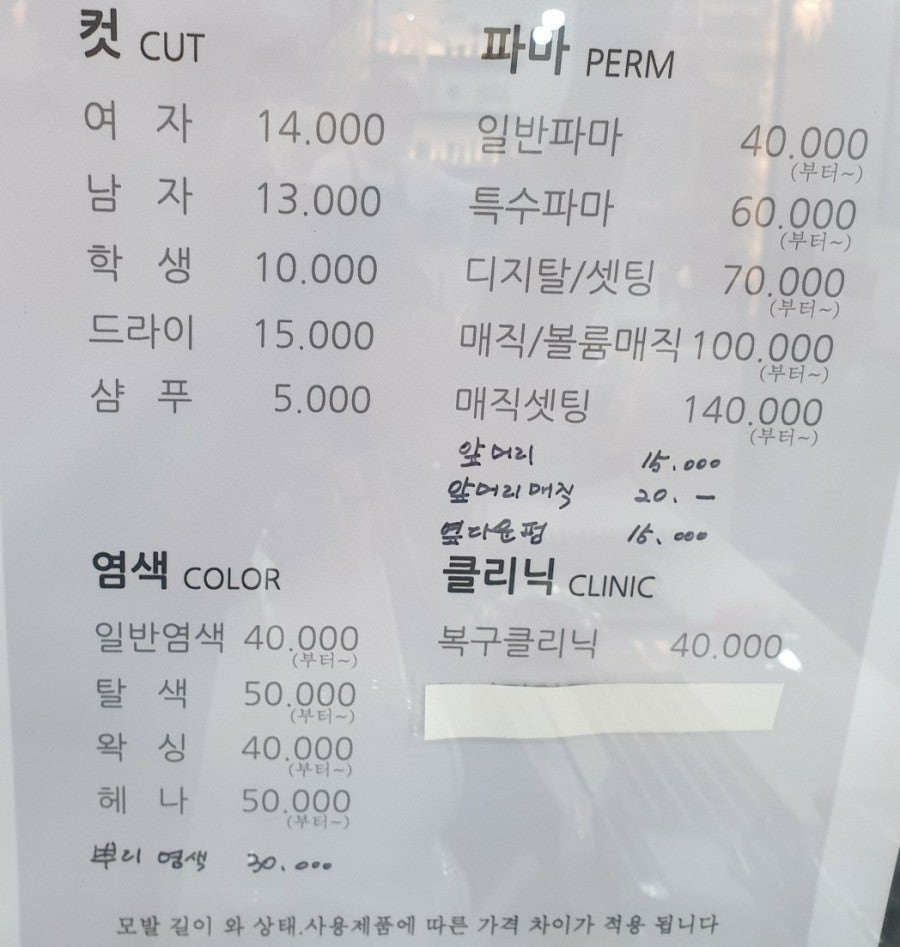 컷 CUT
여 자 14.000
남 자 13.000
학 생 10.000
드라이 15.000
샴 푸 5.000
파마 PERM
일반파마 40.000
(부터~)
특수파마 60.000
(부터~)
디지탈/셋팅 70.000
(부터~)
매직/볼륨매직 100.000
(부터~)
매직셋팅 140.000
(부터~)
앞머리 15.000
앞머리매직 20.—
옆다운펌 15.000
염색 COLOR
일반염색 40.000
(부터~)
탈 색 50.000
(부터~)
왁 싱 40.000
(부터~)
헤 나 50.000
(부터~)
뿌리 염색 30.000
클리닉 CLINIC
복구클리닉 40.000
모발 길이 와 상태.사용제품에 따른 가격 차이가 적용 됩니다